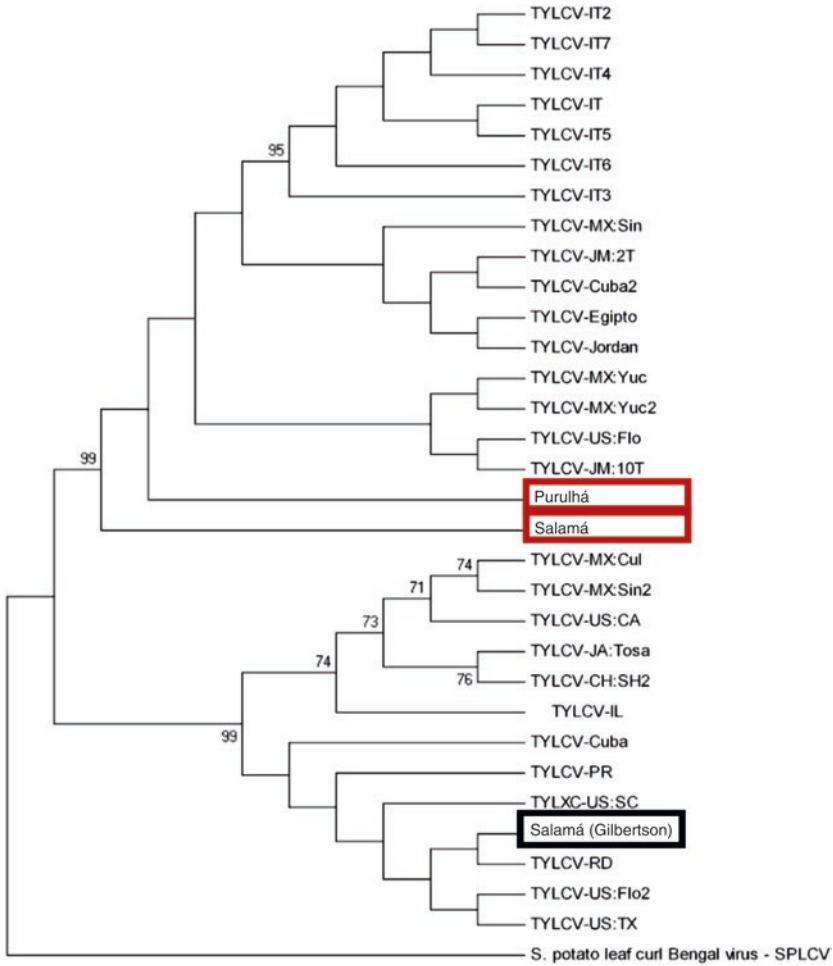 TYLCV-IT2
TYLCV-IT7
TYLCV-IT4
TYLCV-IT
TYLCV-IT5
95
TYLCV-IT6
TYLCV-IT3
TYLCV-MX:Sin
TYLCV-JM:2T
TYLCV-Cuba2
TYLCV-Egipto
TYLCV-Jordan
TYLCV-MX:Yuc
TYLCV-MX:Yuc2
TYLCV-US:Flo
99
TYLCV-JM:10T
Purulhá
Salamá
74
TYLCV-MX:Cul
71
TYLCV-MX:Sin2
73
TYLCV-US:CA
74
TYLCV-JA:Tosa
76
TYLCV-CH:SH2
TYLCV-IL
99
TYLCV-Cuba
TYLCV-PR
TYLXC-US:SC
Salamá (Gilbertson)
TYLCV-RD
TYLCV-US:Flo2
TYLCV-US:TX
S. potato leaf curl Bengal virus - SPLCV